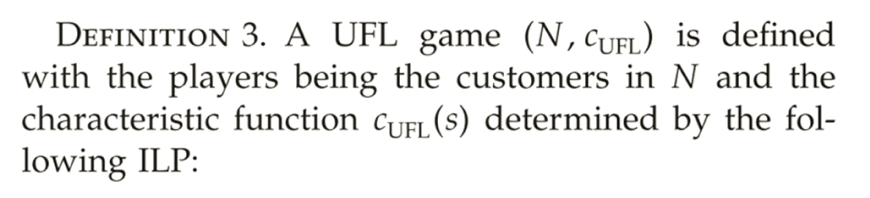 DEFINITION 3. A UFL game (N, c_UFL) is defined
with the players being the customers in N and the
characteristic function c_UFL(s) determined by the fol-
lowing ILP: